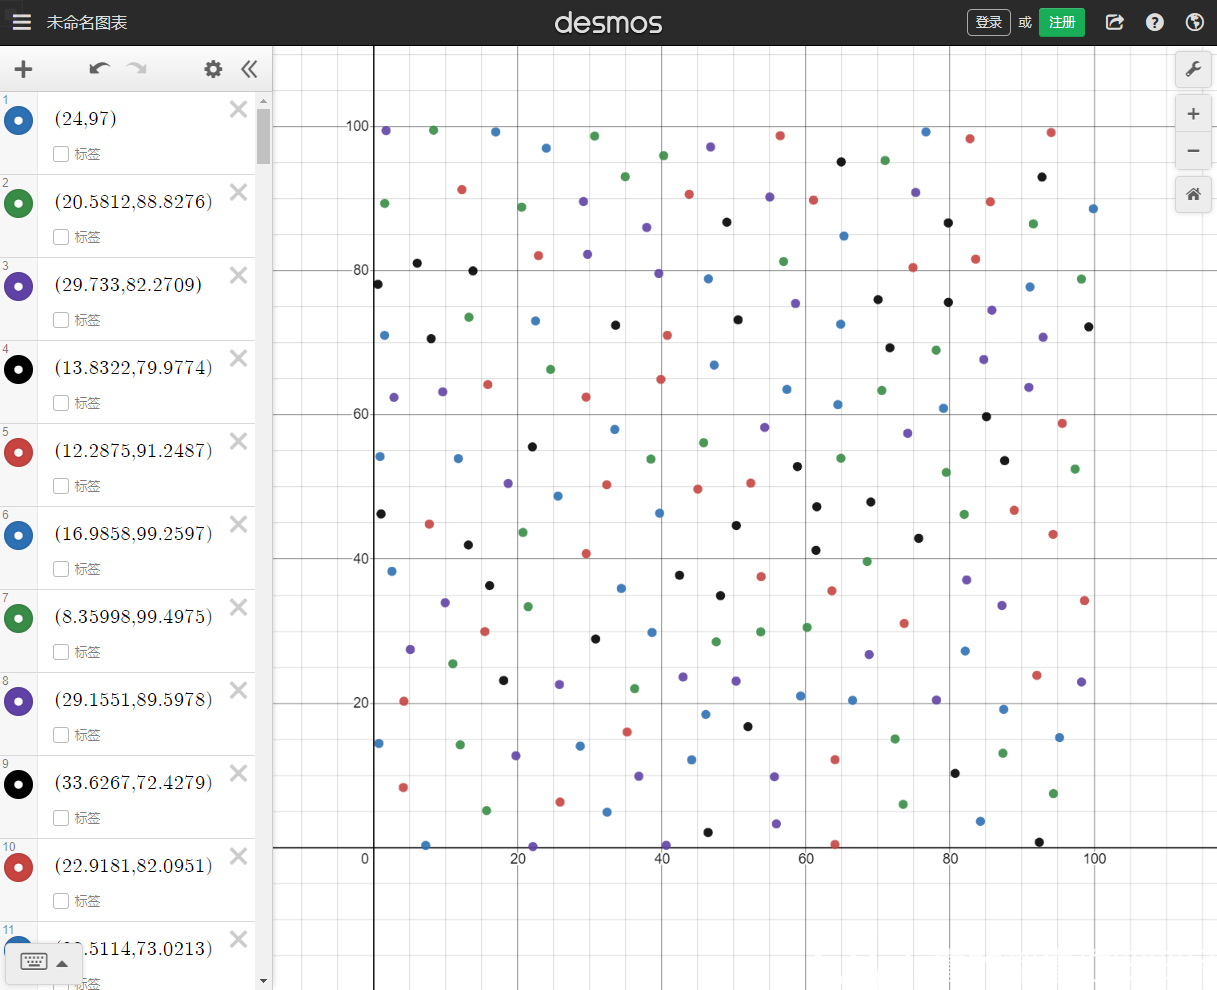 未命名图表
desmos
登录 或 注册
1
(24,97)
标签
2
(20.5812,88.8276)
标签
3
(29.733,82.2709)
标签
4
(13.8322,79.9774)
标签
5
(12.2875,91.2487)
标签
6
(16.9858,99.2597)
标签
7
(8.35998,99.4975)
标签
8
(29.1551,89.5978)
标签
9
(33.6267,72.4279)
标签
10
(22.9181,82.0951)
标签
11
.5114,73.0213)
标签
100
80
60
40
20
0 20 40 60 80 100